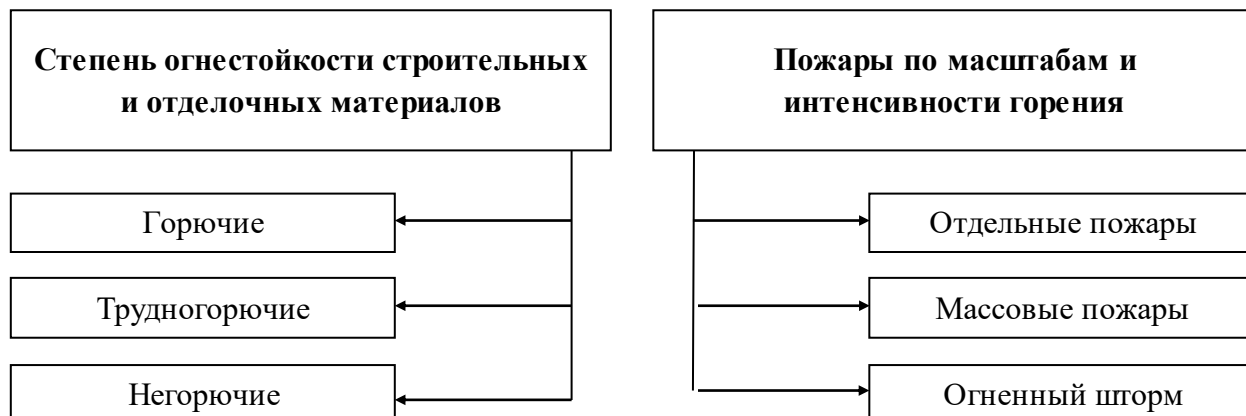 Степень огнестойкости строительных
и отделочных материалов
Горючие
Трудногорючие
Негорючие
Пожары по масштабам и
интенсивности горения
Отдельные пожары
Массовые пожары
Огненный шторм